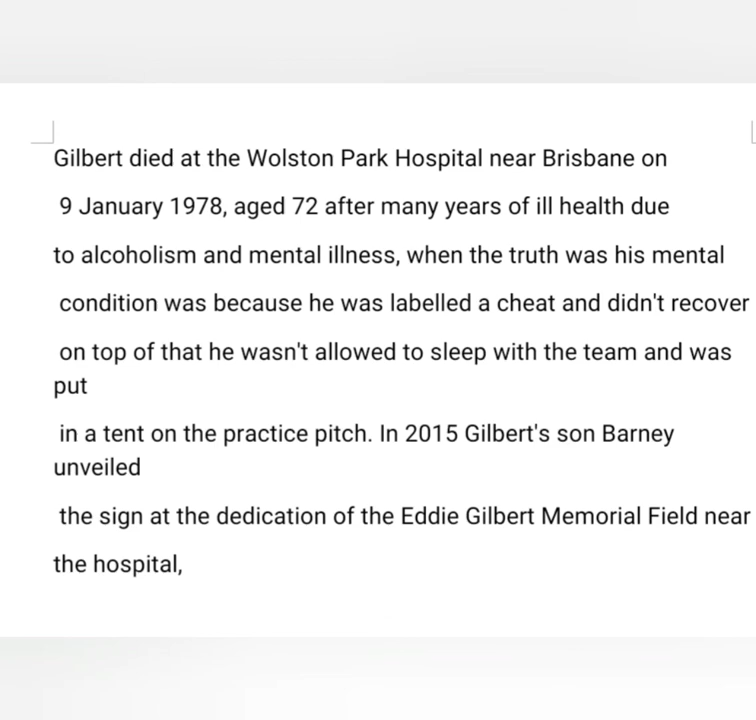 Gilbert died at the Wolston Park Hospital near Brisbane on
9 January 1978, aged 72 after many years of ill health due
to alcoholism and mental illness, when the truth was his mental
condition was because he was labelled a cheat and didn't recover
on top of that he wasn't allowed to sleep with the team and was
put
in a tent on the practice pitch. In 2015 Gilbert's son Barney
unveiled
the sign at the dedication of the Eddie Gilbert Memorial Field near
the hospital,